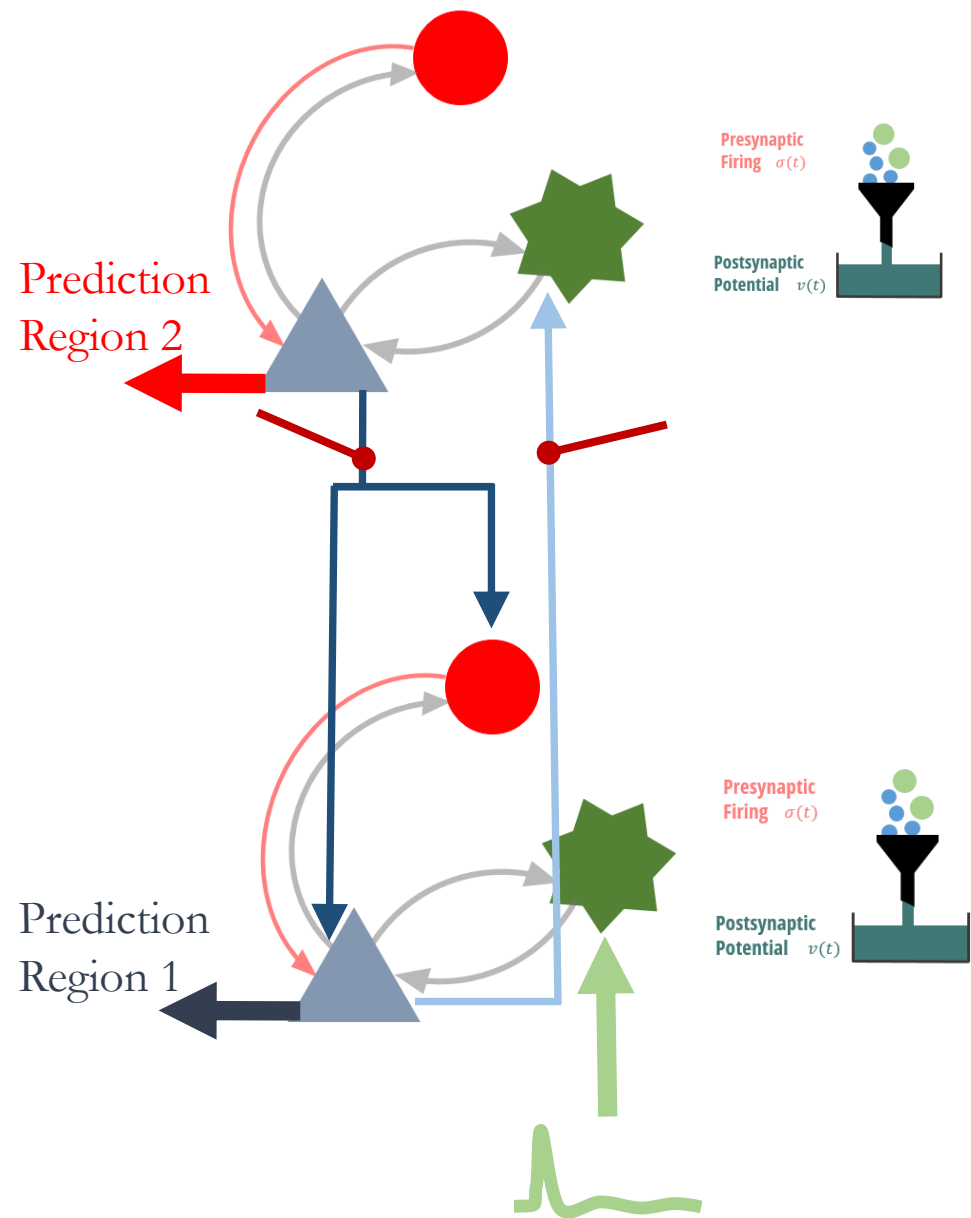 Presynaptic
Firing σ(t)
Prediction
Region 2
Postsynaptic
Potential v(t)
Presynaptic
Firing σ(t)
Prediction
Region 1
Postsynaptic
Potential v(t)